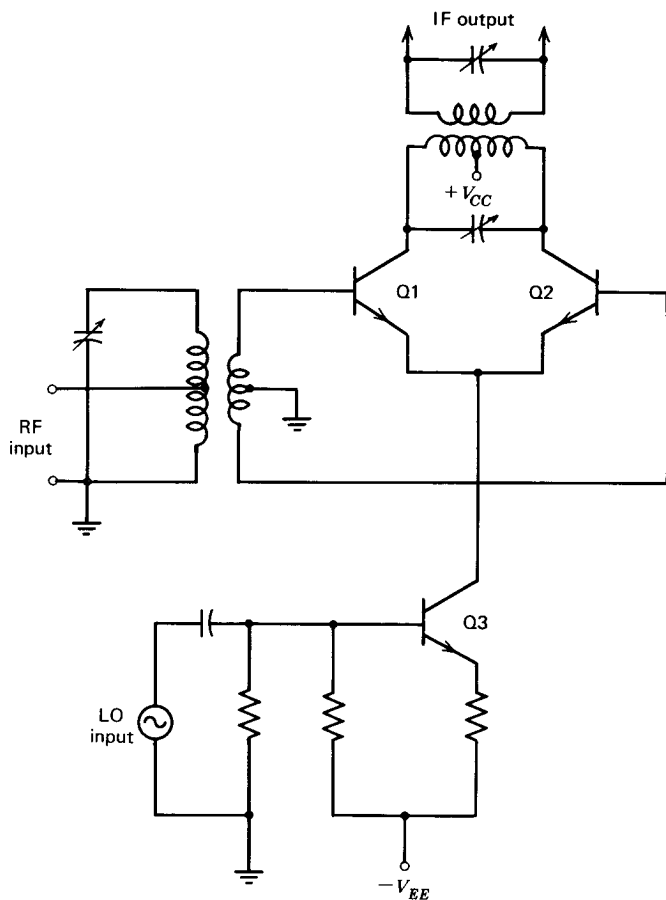 IF output
+V_CC
Q1
Q2
RF
input
Q3
LO
input
−V_EE